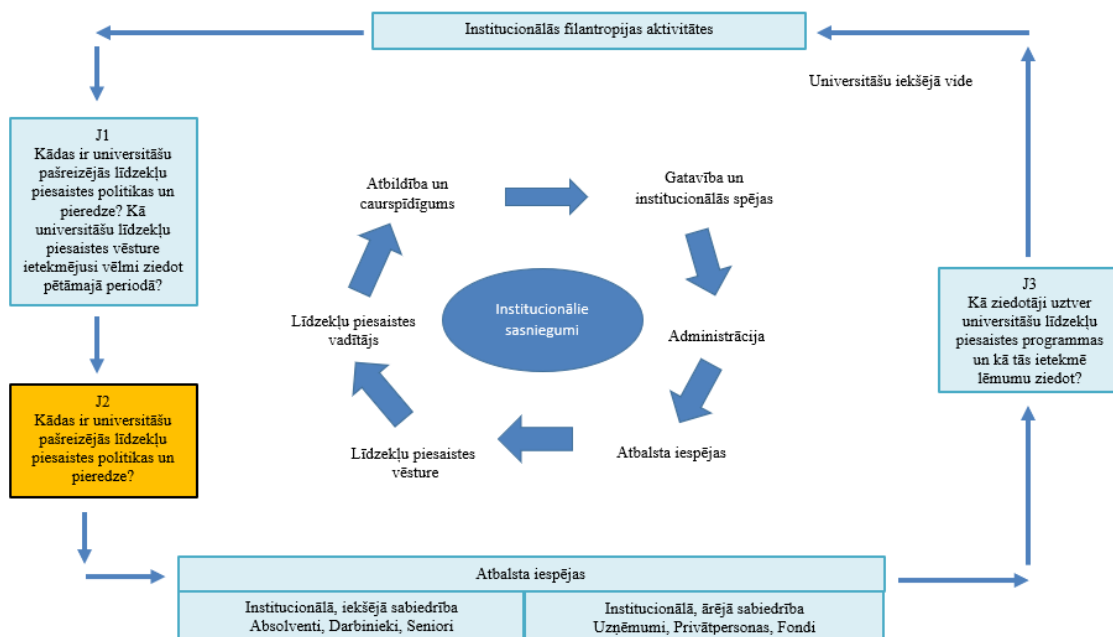 Institucionālās filantropijas aktivitātes
Universitāšu iekšējā vide
J1
Kādas ir universitāšu
pašreizējās līdzekļu
piesaistes politikas un
pieredze? Kā
universitāšu līdzekļu
piesaistes vēsture
ietekmējusi vēlmi ziedot
pētāmajā periodā?
J2
Kādas ir universitāšu
pašreizējās līdzekļu
piesaistes politikas un
pieredze?
Atbildība un
caurspīdīgums
Gatavība un
institucionālās spējas
Administrācija
Atbalsta iespējas
Līdzekļu piesaistes
vēsture
Līdzekļu piesaistes
vadītājs
Institucionālie
sasniegumi
J3
Kā ziedotāji uztver
universitāšu līdzekļu
piesaistes programmas
un kā tās ietekmē
lēmumu ziedot?
Atbalsta iespējas
Institucionālā, iekšējā sabiedrība
Absolventi, Darbinieki, Seniori
Institucionālā, ārējā sabiedrība
Uzņēmumi, Privātpersonas, Fondi